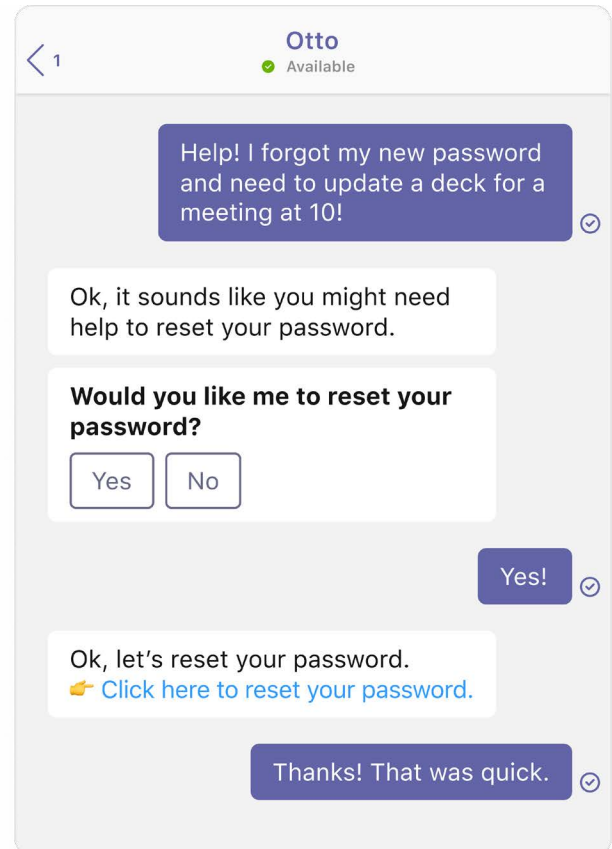 Otto
1
Available
Help! I forgot my new password
and need to update a deck for a
meeting at 10!
Ok, it sounds like you might need
help to reset your password.
Would you like me to reset your
password?
Yes No
Yes!
Ok, let’s reset your password.
👉 Click here to reset your password.
Thanks! That was quick.